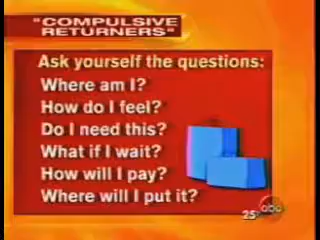 "COMPULSIVE
RETURNERS"
Ask yourself the questions:
Where am I?
How do I feel?
Do I need this?
What if I wait?
How will I pay?
Where will I put it?
25° abc